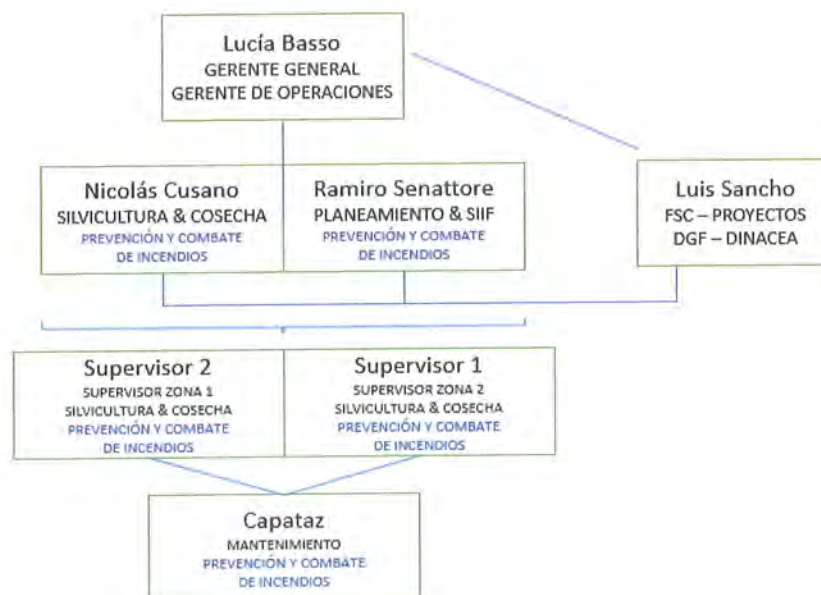 Lucía Basso
GERENTE GENERAL
GERENTE DE OPERACIONES
Nicolás Cusano
SILVICULTURA & COSECHA
PREVENCIÓN Y COMBATE
DE INCENDIOS
Ramiro Senattore
PLANEAMIENTO & SIIF
PREVENCIÓN Y COMBATE
DE INCENDIOS
Luis Sancho
FSC – PROYECTOS
DGF – DINACEA
Supervisor 2
SUPERVISOR ZONA 1
SILVICULTURA & COSECHA
PREVENCIÓN Y COMBATE
DE INCENDIOS
Supervisor 1
SUPERVISOR ZONA 2
SILVICULTURA & COSECHA
PREVENCIÓN Y COMBATE
DE INCENDIOS
Capataz
MANTENIMIENTO
PREVENCIÓN Y COMBATE
DE INCENDIOS